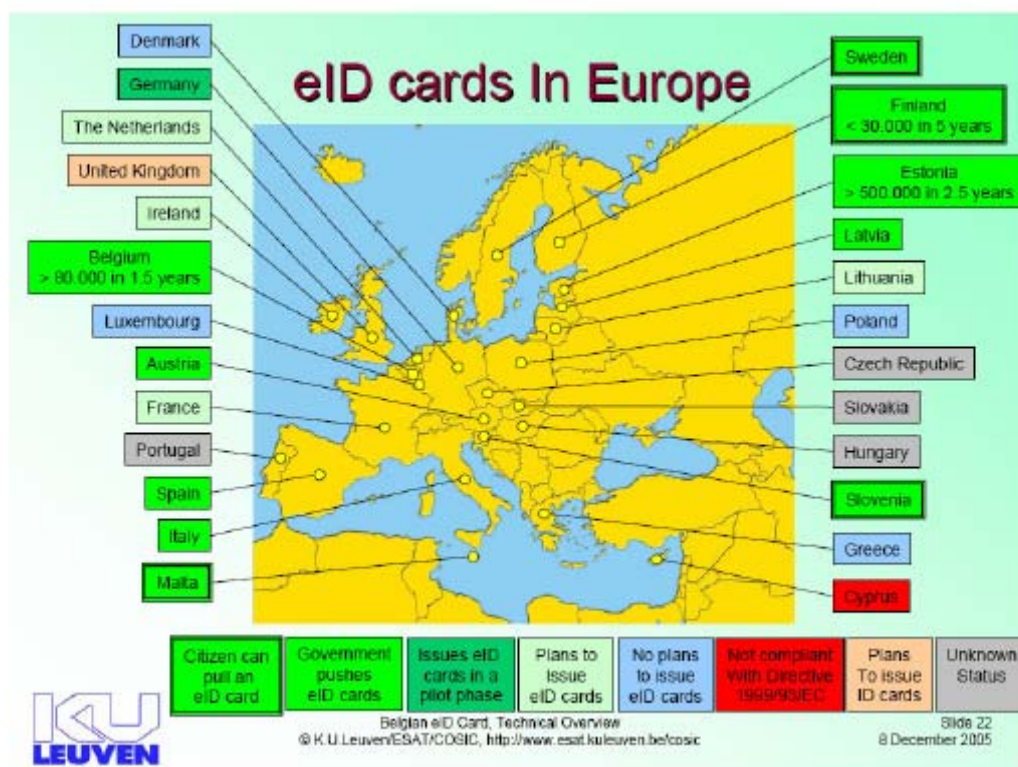 eID cards In Europe
Denmark
Germany
The Netherlands
United Kingdom
Ireland
Belgium
> 80.000 in 1.5 years
Luxembourg
Austria
France
Portugal
Spain
Italy
Malta
Sweden
Finland
< 30.000 in 5 years
Estonia
> 500.000 in 2.5 years
Latvia
Lithuania
Poland
Czech Republic
Slovakia
Hungary
Slovenia
Greece
Cyprus
Citizen can
pull an
eID card
Government
pushes
eID cards
Issues eID
cards in a
pilot phase
Plans to
Issue
eID cards
No plans
to issue
eID cards
Not compliant
With Directive
1999/93/EC
Plans
To issue
ID cards
Unknown
Status
KU
LEUVEN
Belgian eID Card, Technical Overview
© K.U.Leuven/ESAT/COSIC, http://www.esat.kuleuven.be/cosic
Slide 22
8 December 2005